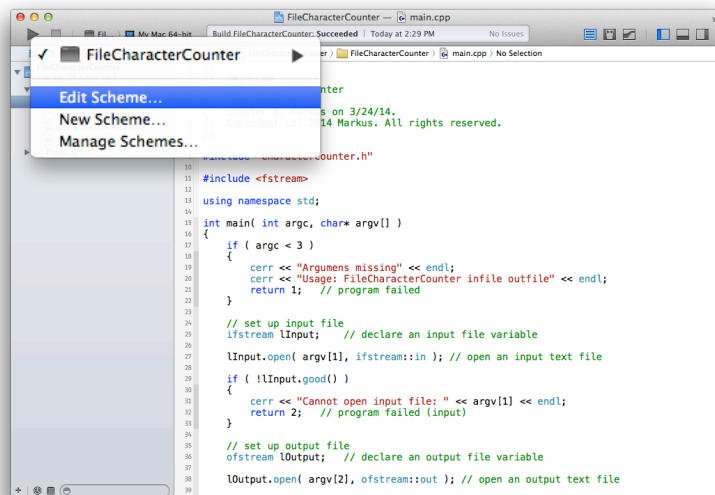 FileCharacterCounter — main.cpp
Fil... My Mac 64-bit
Build FileCharacterCounter: Succeeded | Today at 2:29 PM
No Issues
FileCharacterCounter
FileCharacterCounter main.cpp No Selection
Edit Scheme...
New Scheme...
Manage Schemes...
nter
s on 3/24/14.
14 Markus. All rights reserved.
#include "charactercounter.h"
10
11 #include <fstream>
12
13 using namespace std;
14
15 int main( int argc, char* argv[] )
16 {
17 if ( argc < 3 )
18 {
19 cerr << "Argumens missing" << endl;
20 cerr << "Usage: FileCharacterCounter infile outfile" << endl;
21 return 1; // program failed
22 }
23
24 // set up input file
25 ifstream lInput; // declare an input file variable
26
27 lInput.open( argv[1], ifstream::in ); // open an input text file
28
29 if ( !lInput.good() )
30 {
31 cerr << "Cannot open input file: " << argv[1] << endl;
32 return 2; // program failed (input)
33 }
34
35 // set up output file
36 ofstream lOutput; // declare an output file variable
37
38 lOutput.open( argv[2], ofstream::out ); // open an output text file
39